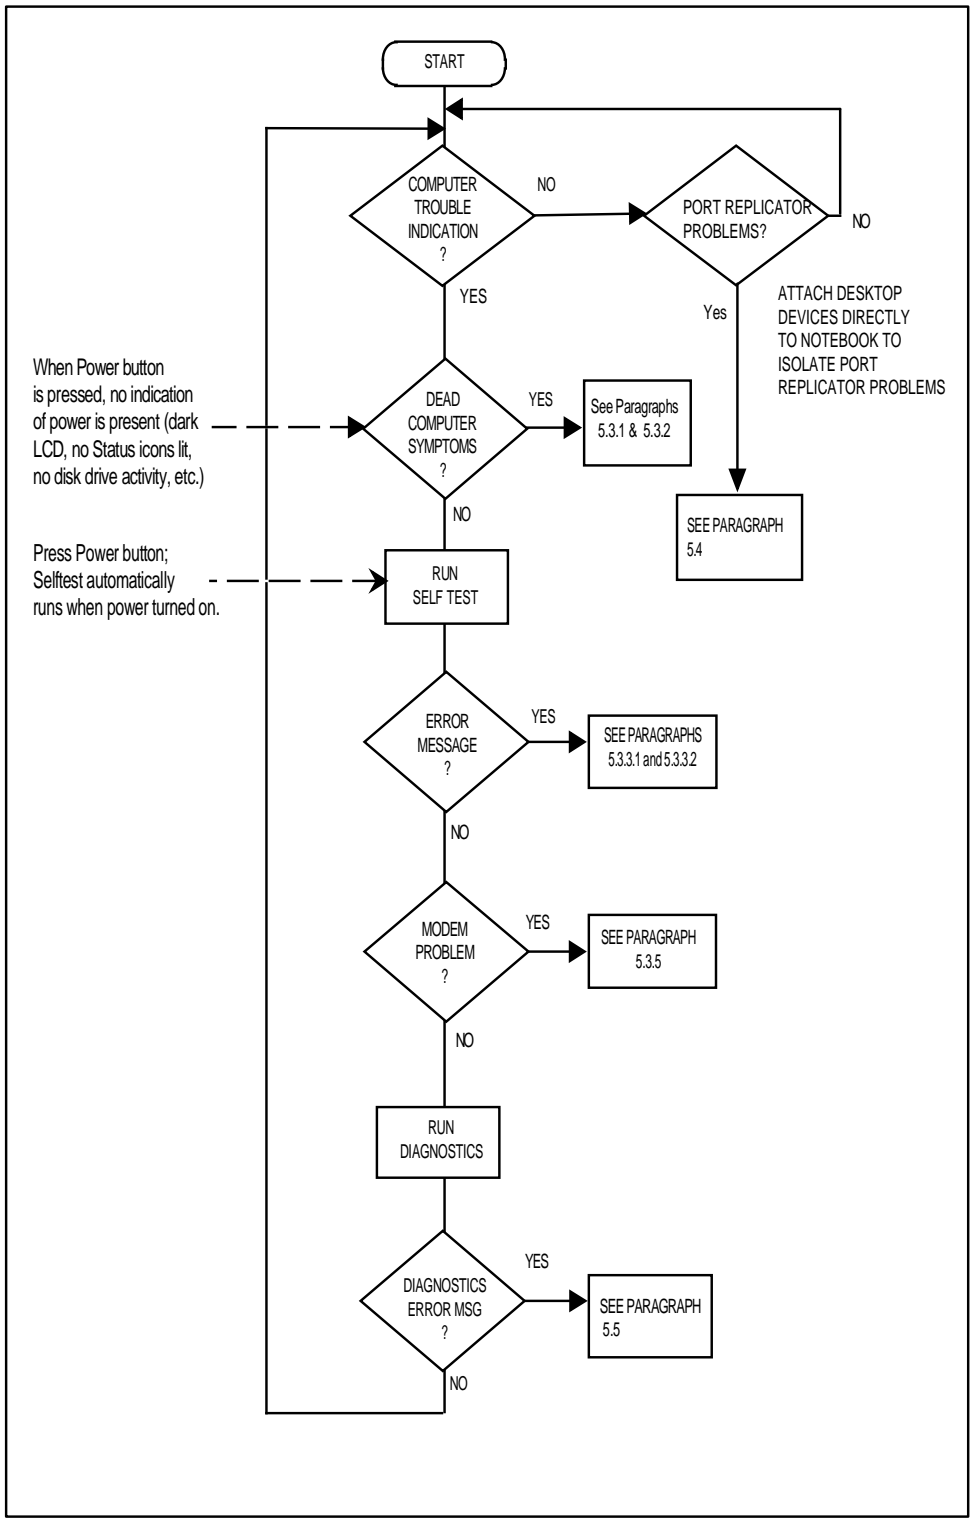 START
COMPUTER
TROUBLE
INDICATION
?
NO
PORT REPLICATOR
PROBLEMS?
NO
YES
Yes
ATTACH DESKTOP
DEVICES DIRECTLY
TO NOTEBOOK TO
ISOLATE PORT
REPLICATOR PROBLEMS
When Power button
is pressed, no indication
of power is present (dark
LCD, no Status icons lit,
no disk drive activity, etc.)
DEAD
COMPUTER
SYMPTOMS
?
YES
See Paragraphs
5.3.1 & 5.3.2
NO
SEE PARAGRAPH
5.4
Press Power button;
Selftest automatically
runs when power turned on.
RUN
SELF TEST
ERROR
MESSAGE
?
YES
SEE PARAGRAPHS
5.3.3.1 and 5.3.3.2
NO
MODEM
PROBLEM
?
YES
SEE PARAGRAPH
5.3.5
NO
RUN
DIAGNOSTICS
DIAGNOSTICS
ERROR MSG
?
YES
SEE PARAGRAPH
5.5
NO